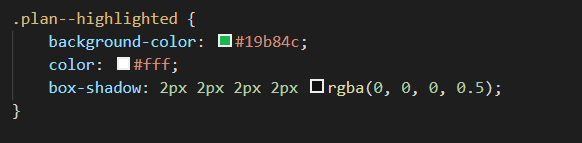 .plan--highlighted {
    background-color: #19b84c;
    color: #fff;
    box-shadow: 2px 2px 2px 2px rgba(0, 0, 0, 0.5);
}